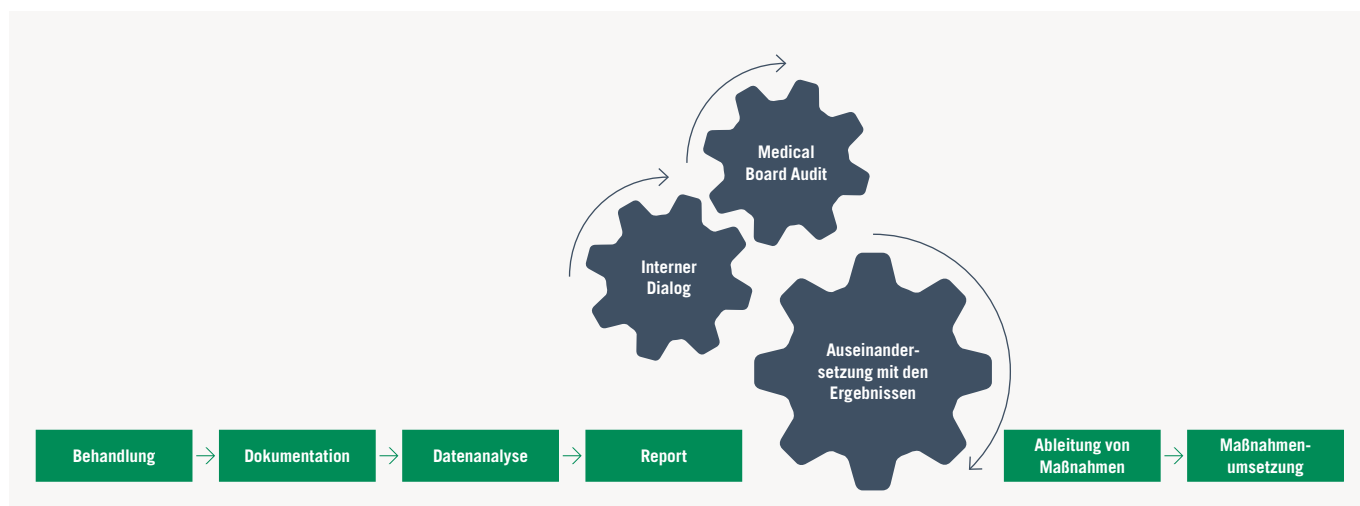 Medical
Board Audit
Interner
Dialog
Auseinander-
setzung mit den
Ergebnissen
Behandlung
Dokumentation
Datenanalyse
Report
Ableitung von
Maßnahmen
Maßnahmen-
umsetzung